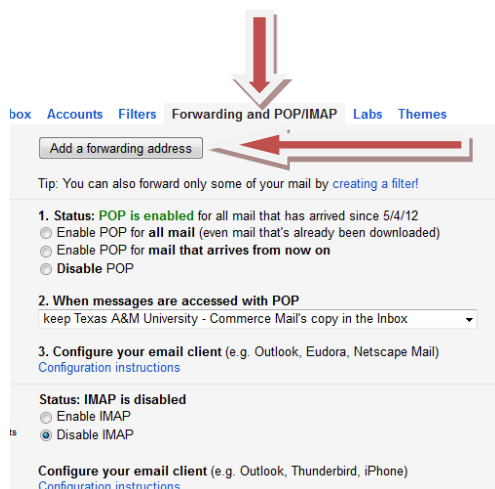 box Accounts Filters Forwarding and POP/IMAP Labs Themes
Add a forwarding address
Tip: You can also forward only some of your mail by creating a filter!
1. Status: POP is enabled for all mail that has arrived since 5/4/12
Enable POP for all mail (even mail that's already been downloaded)
Enable POP for mail that arrives from now on
Disable POP
2. When messages are accessed with POP
keep Texas A&M University - Commerce Mail's copy in the Inbox
3. Configure your email client (e.g. Outlook, Eudora, Netscape Mail)
Configuration instructions
Status: IMAP is disabled
Enable IMAP
ts
Disable IMAP
Configure your email client (e.g. Outlook, Thunderbird, iPhone)
Configuration instructions